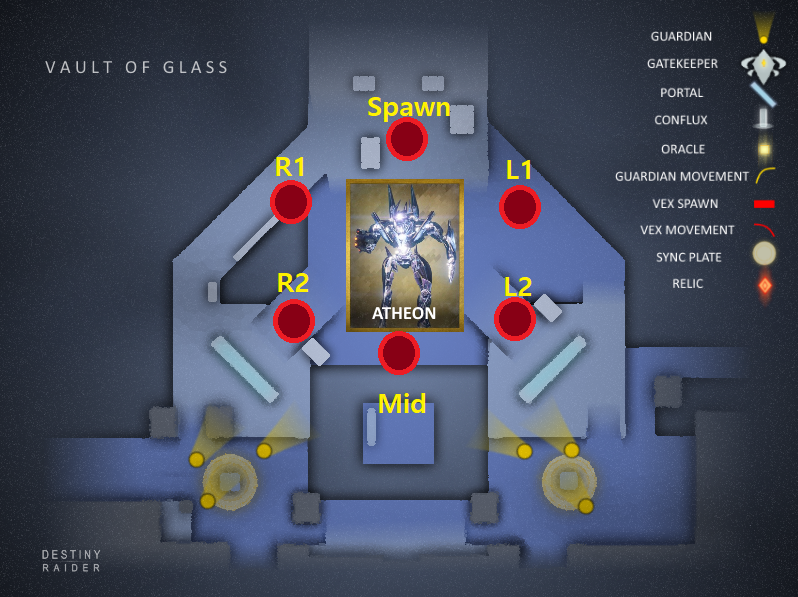 VAULT OF GLASS
GUARDIAN
GATEKEEPER
PORTAL
CONFLUX
ORACLE
GUARDIAN MOVEMENT
VEX SPAWN
VEX MOVEMENT
SYNC PLATE
RELIC
Spawn
R1
L1
R2
L2
ATHEON
Mid
DESTINY
RAIDER